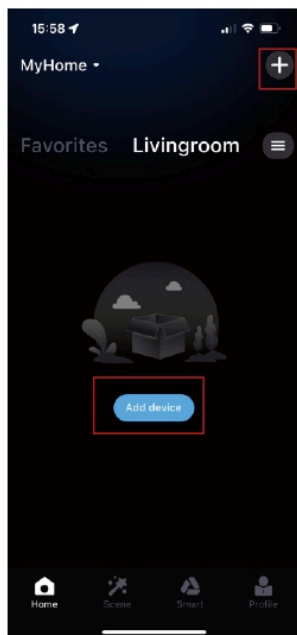 15:58
MyHome
Favorites Livingroom
Add device
Home Scene Smart Profile